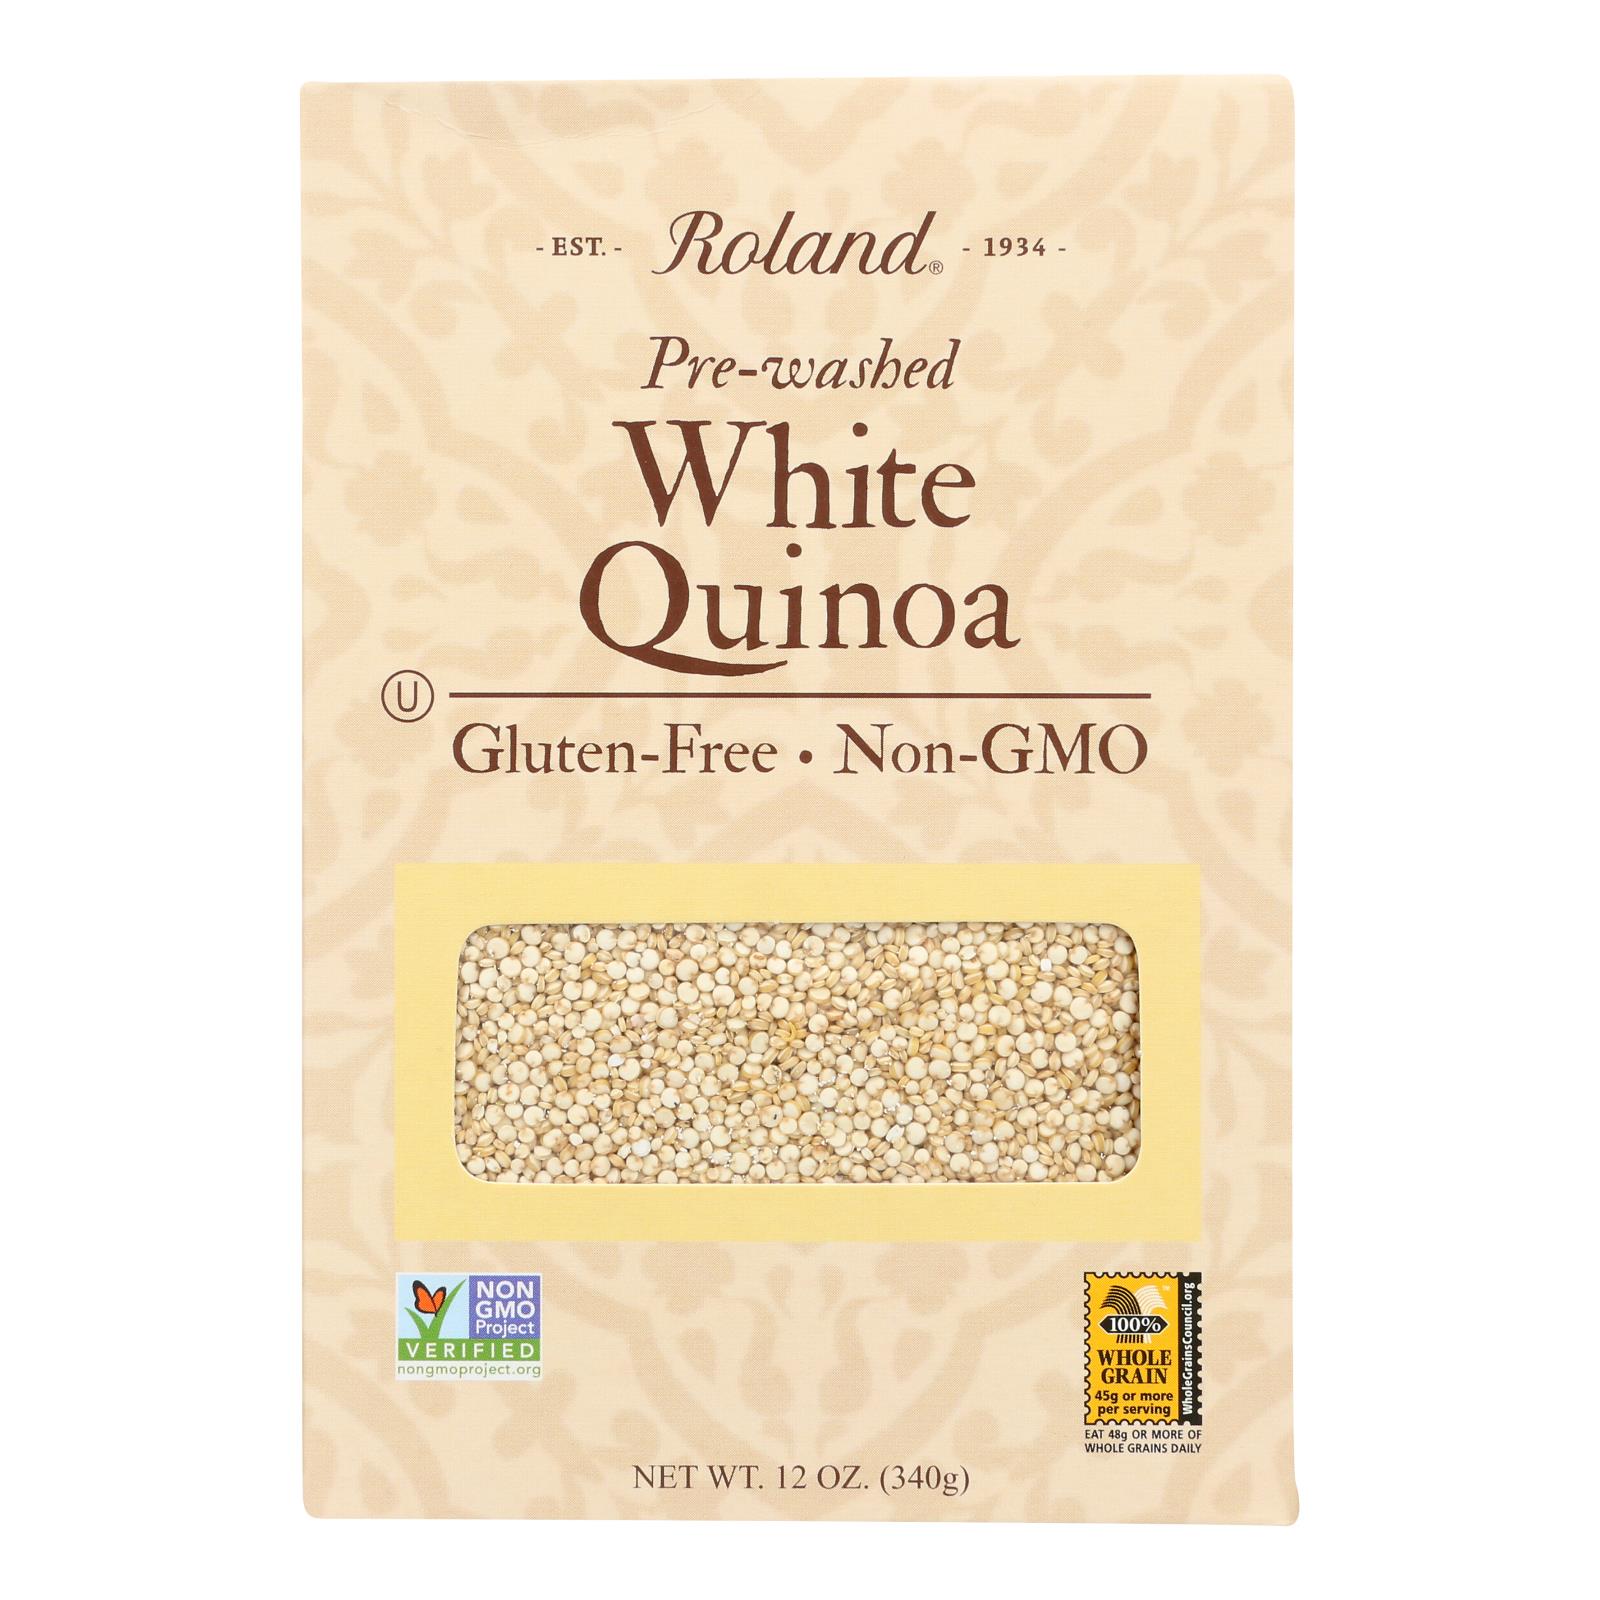 - EST. - Roland® - 1934 -
Pre-washed
White
Quinoa
U
Gluten-Free • Non-GMO
NON
GMO
Project
VERIFIED
nongmoproject.org
100%
WHOLE
GRAIN
45g or more
per serving
WholeGrainsCouncil.org
EAT 48g OR MORE OF
WHOLE GRAINS DAILY
NET WT. 12 OZ. (340g)